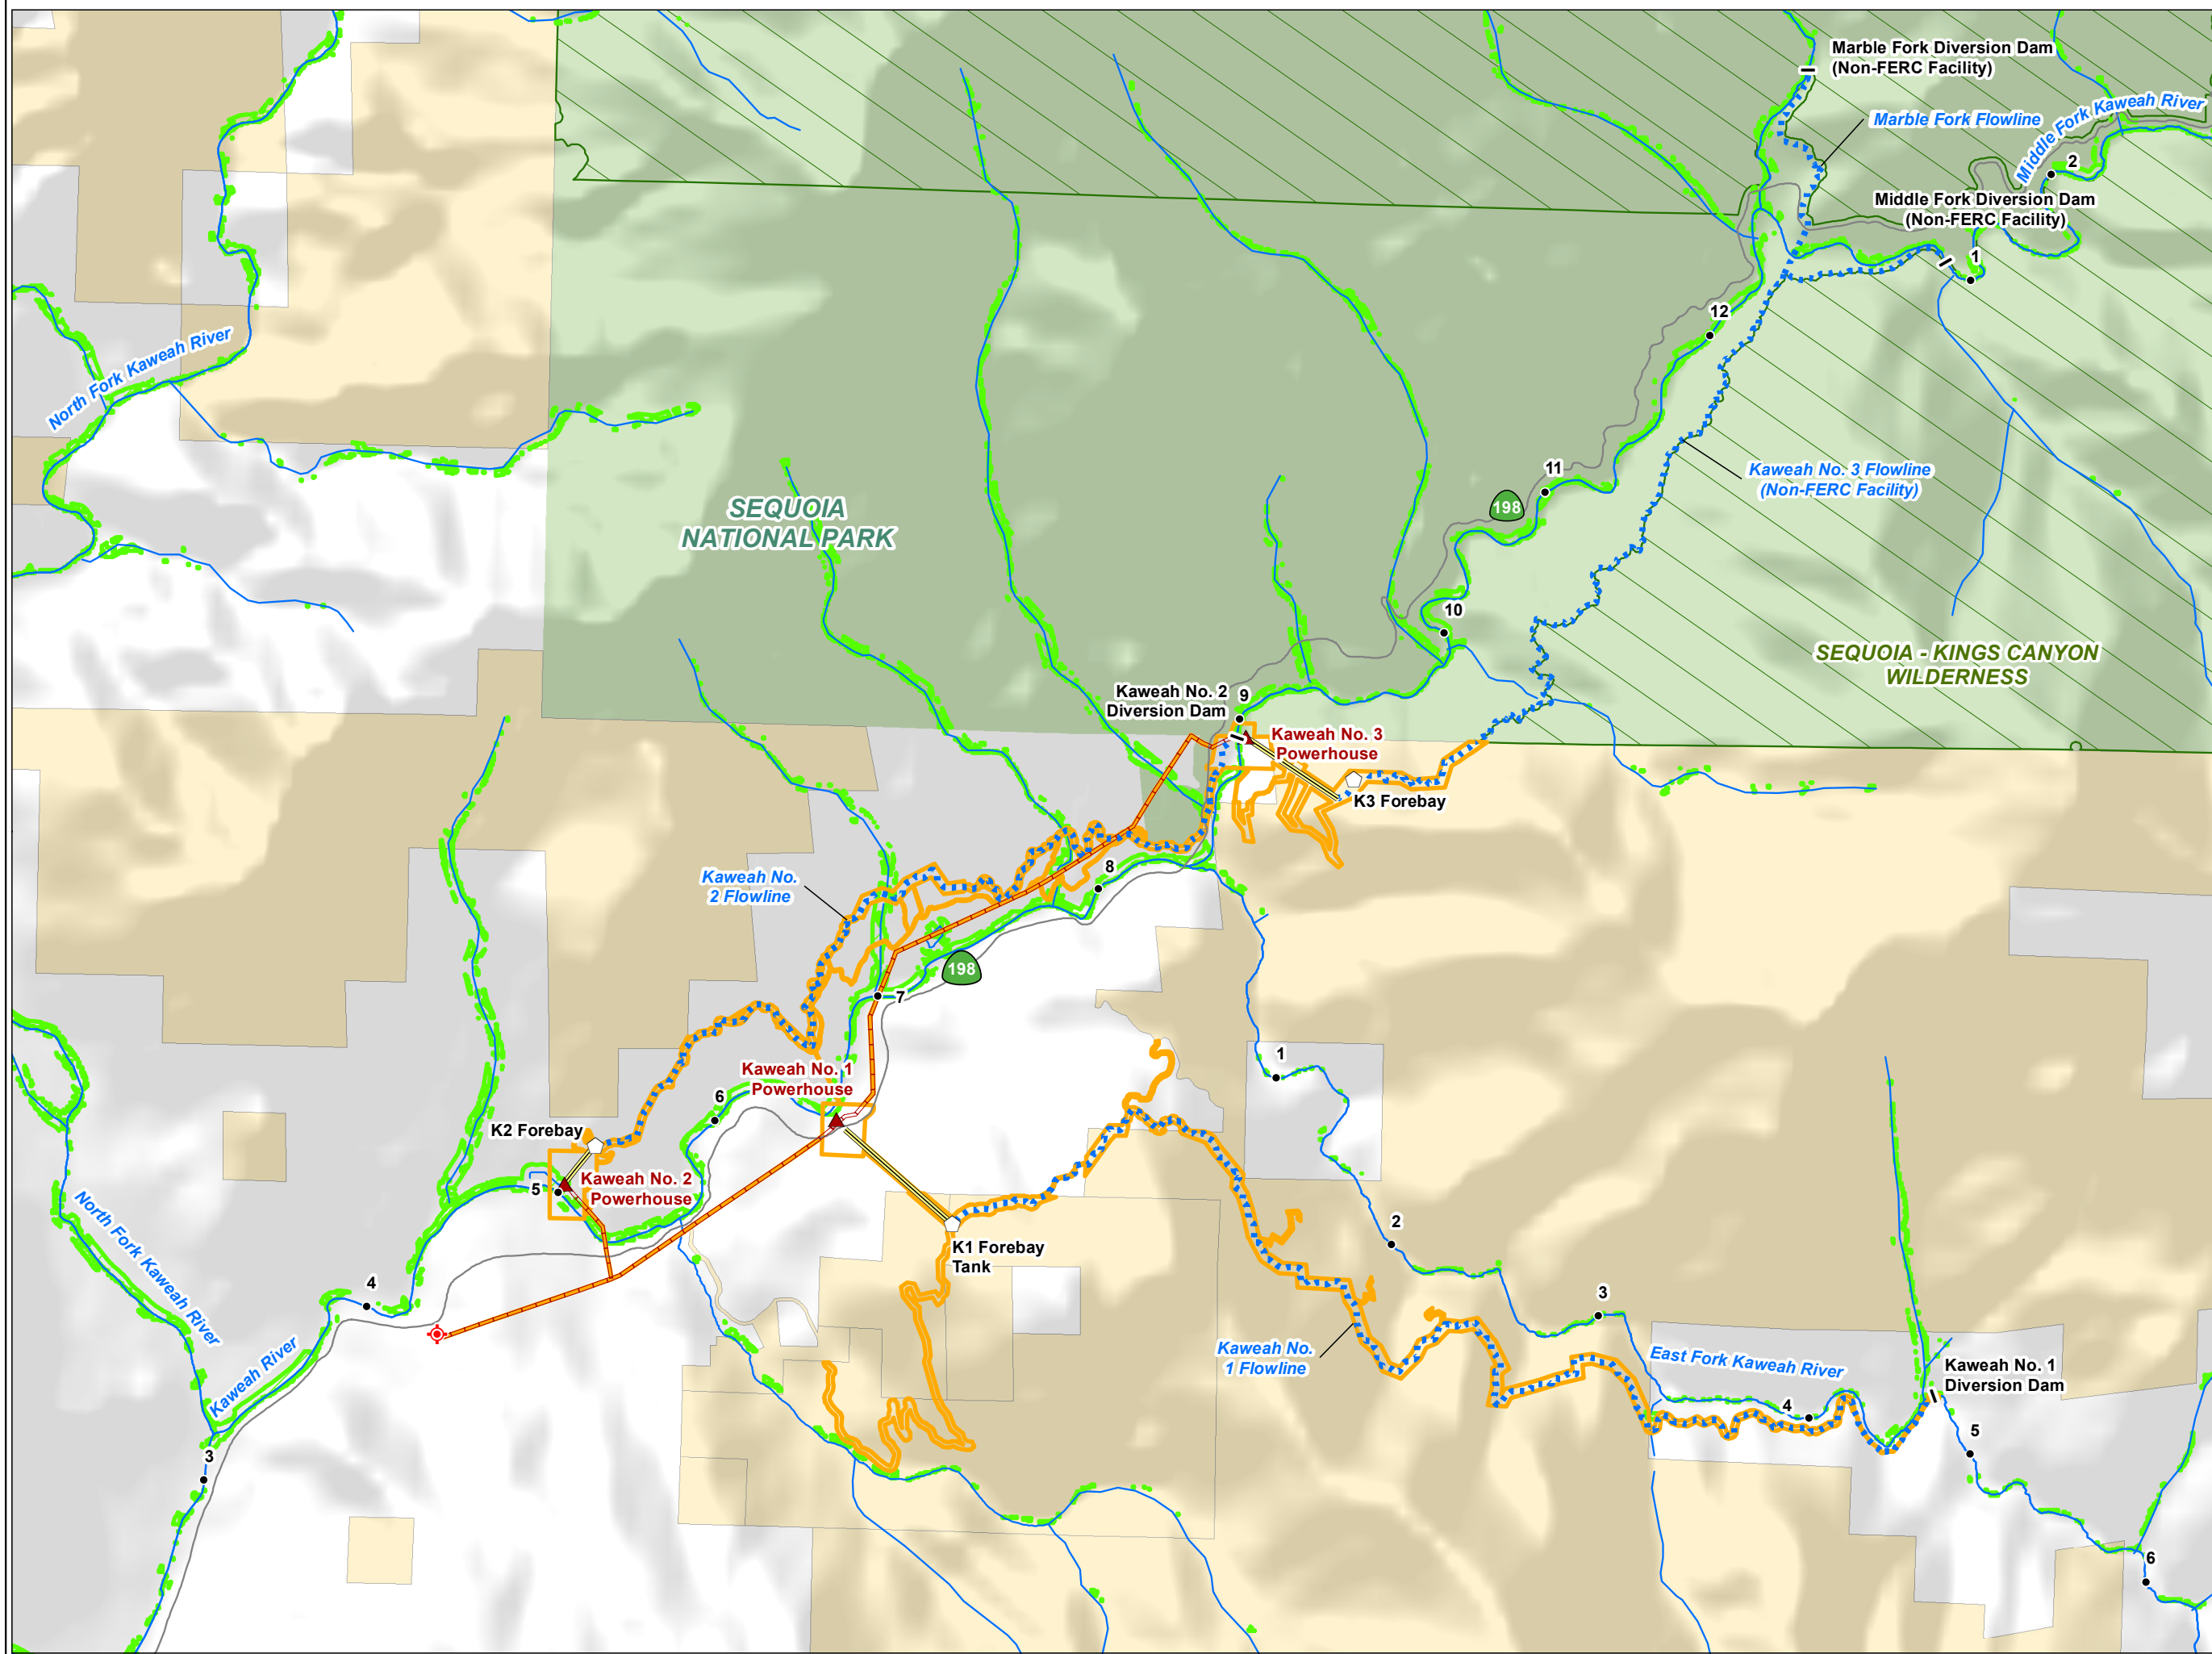 Marble Fork Diversion Dam
(Non-FERC Facility)
Marble Fork Flowline
Middle Fork Kaweah River
2
Middle Fork Diversion Dam
(Non-FERC Facility)
1
12
North Fork Kaweah River
11
Kaweah No. 3 Flowline
(Non-FERC Facility)
198
SEQUOIA
NATIONAL PARK
10
SEQUOIA - KINGS CANYON
WILDERNESS
Kaweah No. 2
Diversion Dam
9
Kaweah No. 3
Powerhouse
K3 Forebay
8
Kaweah No.
2 Flowline
198
7
1
Kaweah No. 1
Powerhouse
6
K2 Forebay
Kaweah No. 2
Powerhouse
5
North Fork Kaweah River
2
K1 Forebay
Tank
4
3
Kaweah River
Kaweah No.
1 Flowline
East Fork Kaweah River
Kaweah No. 1
Diversion Dam
4
5
3
6